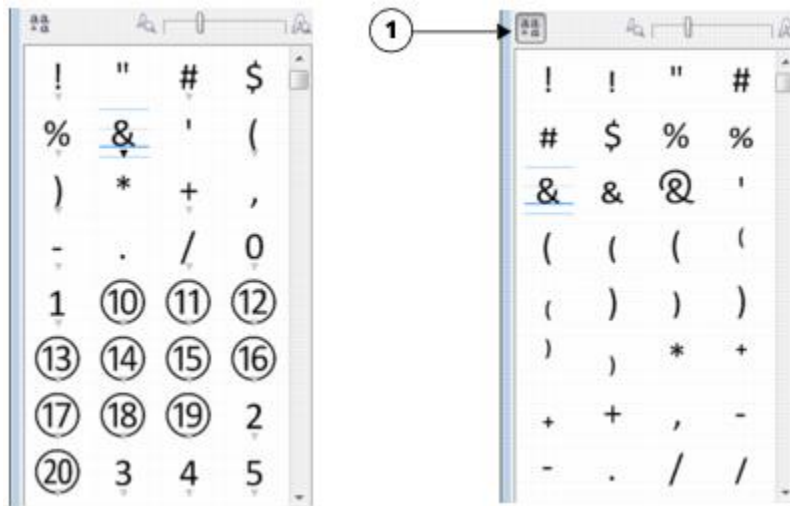 1
! " # $
% & ' (
) * + ,
- . / 0
1 ⑩ ⑪ ⑫
⑬ ⑭ ⑮ ⑯
⑰ ⑱ ⑲ 2
⑳ 3 4 5
! ! " #
# $ % %
& & & '
( ( ( (
( ) ) )
) ) * +
+ + , -
- . / /